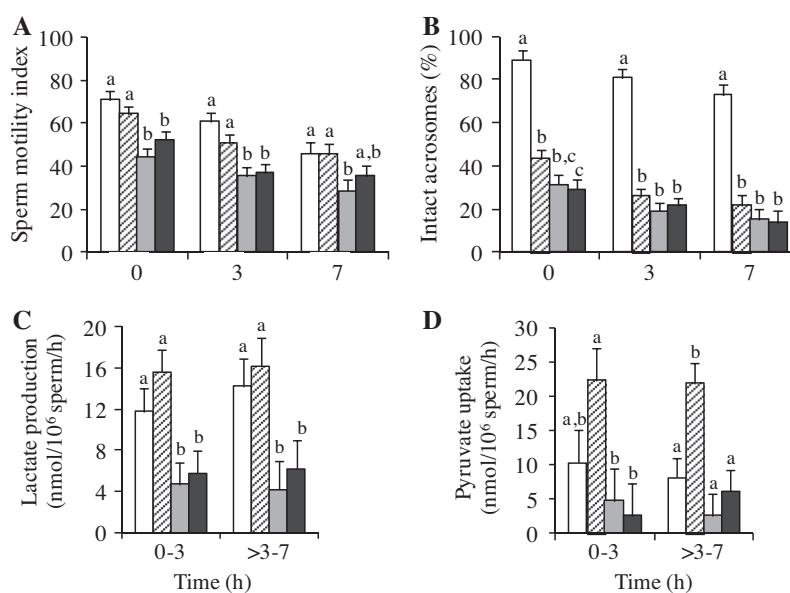 A
Sperm motility index
100
80
60
40
20
0
a
a
b
b
a
a
b
b
a
a
b
a,b
0
3
7
B
Intact acrosomes (%)
100
80
60
40
20
0
a
b
b,c
c
a
b
b
b
a
b
b
b
0
3
7
C
Lactate production
(nmol/10⁶ sperm/h)
20
16
12
8
4
0
a
a
b
b
a
a
b
b
0-3
>3-7
Time (h)
D
Pyruvate uptake
(nmol/10⁶ sperm/h)
30
25
20
15
10
5
0
a,b
a
b
b
a
b
a
a
0-3
>3-7
Time (h)